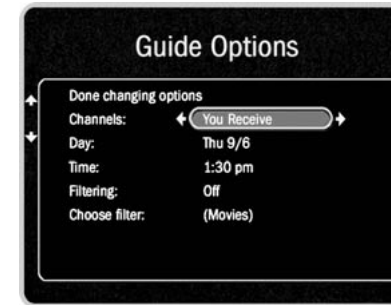 Guide Options
Done changing options
Channels: You Receive
Day: Thu 9/6
Time: 1:30 pm
Filtering: Off
Choose filter: (Movies)